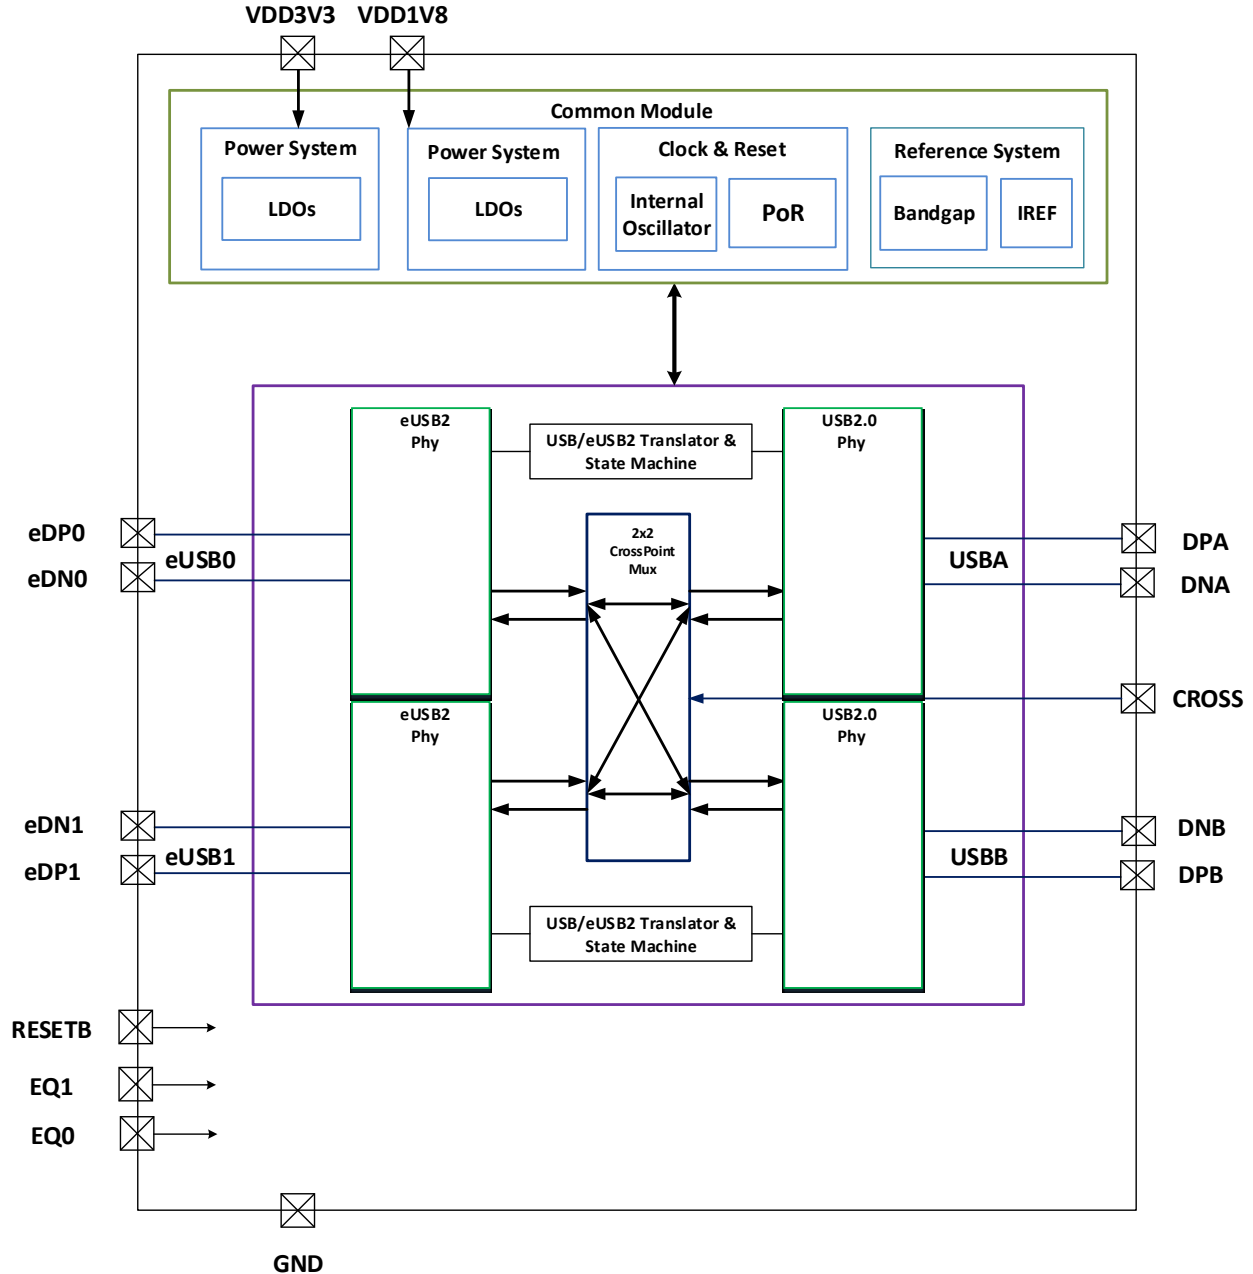 VDD3V3
VDD1V8
Common Module
Power System
LDOs
Power System
LDOs
Clock & Reset
Internal
Oscillator
PoR
Reference System
Bandgap
IREF
eUSB2
Phy
USB/eUSB2 Translator &
State Machine
USB2.0
Phy
2x2
CrossPoint
Mux
eDP0
eUSB0
eDN0
DPA
USBA
DNA
CROSS
eUSB2
Phy
USB2.0
Phy
eDN1
eUSB1
eDP1
DNB
USBB
DPB
USB/eUSB2 Translator &
State Machine
RESETB
EQ1
EQ0
GND